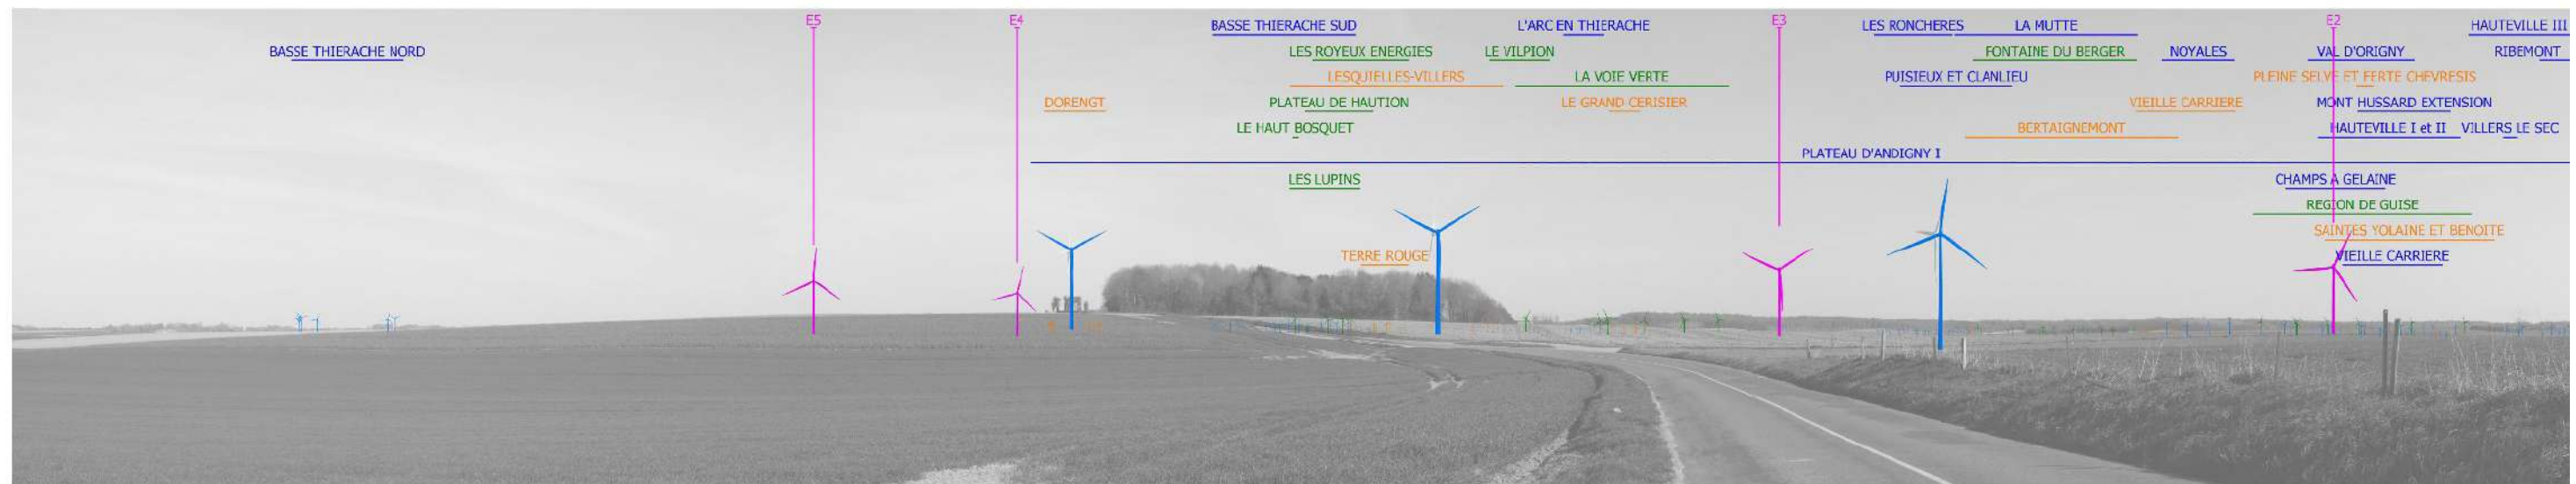 E5 E4 BASSE THIERACHE SUD L'ARC EN THIERACHE E3 LES RONCHERES LA MUTTE E2 HAUTEVILLE III
BASSE THIERACHE NORD LES ROYEUX ENERGIES LE VILPION FONTAINE DU BERGER NOYALES VAL D'ORIGNY RIBEMONT
LESQUIELLES-VILLERS LA VOIE VERTE PUISIEUX ET CLANLIEU PLEINE SELVE ET FERTE CHEVRESIS
DORENGT PLATEAU DE HAUTION LE GRAND CERISIER VIEILLE CARRIERE MONT HUSSARD EXTENSION
LE HAUT BOSQUET BERTAIGNEMONT HAUTEVILLE I et II VILLERS LE SEC
PLATEAU D'ANDIGNY I
LES LUPINS CHAMPS A GELAINE
REGION DE GUISE
SAINTES YOLAINE ET BENOITE
TERRE ROUGE VIEILLE CARRIERE